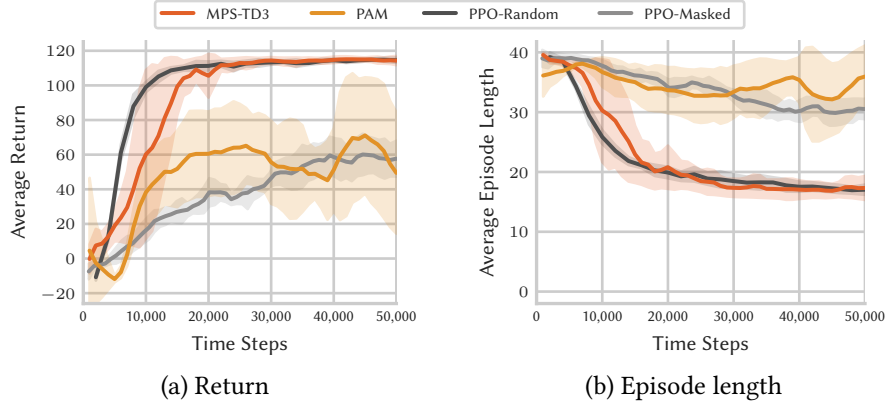 MPS-TD3 PAM PPO-Random PPO-Masked
Average Return
120
100
80
60
40
20
0
−20
0 10,000 20,000 30,000 40,000 50,000
Time Steps
(a) Return
Average Episode Length
40
30
20
10
0
0 10,000 20,000 30,000 40,000 50,000
Time Steps
(b) Episode length